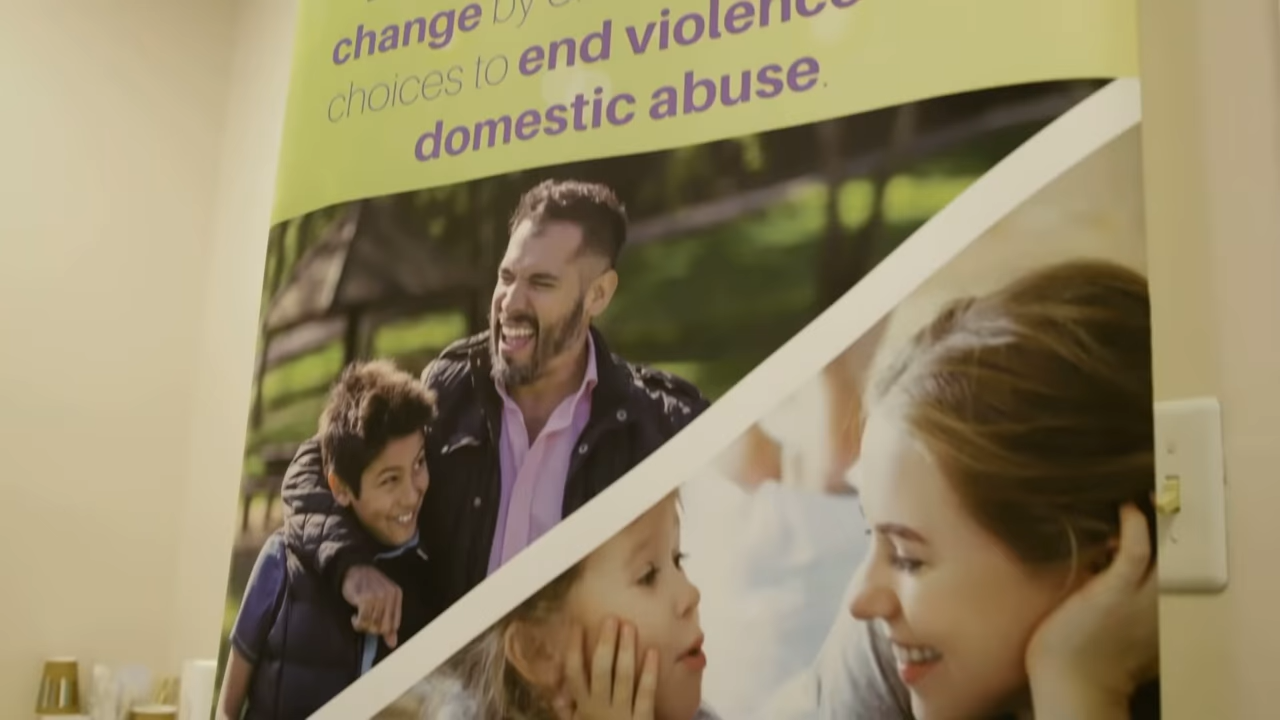 change by
choices to end violence
domestic abuse.